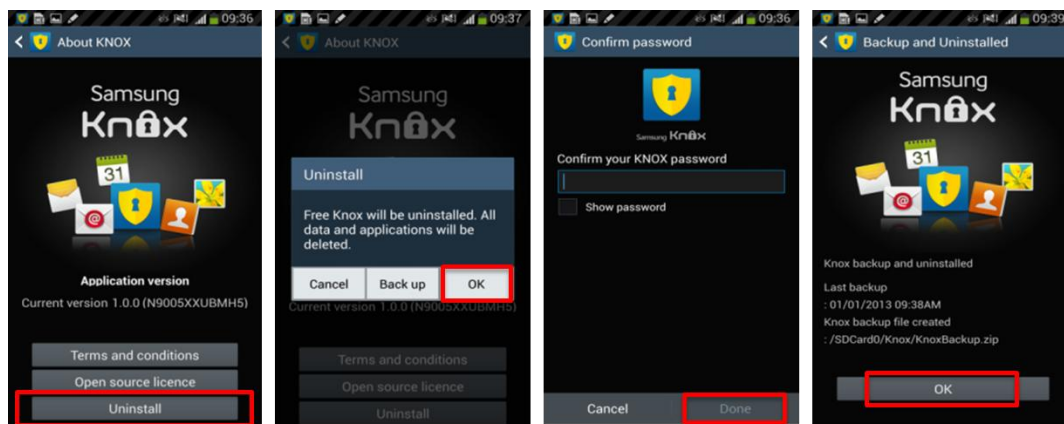 09:36
About KNOX
Samsung
Knox
31
Application version
Current version 1.0.0 (N9005XXUBMH5)
Terms and conditions
Open source licence
Uninstall
09:37
About KNOX
Samsung
Knox
Uninstall
Free Knox will be uninstalled. All
data and applications will be
deleted.
Cancel
Back up
OK
Current version 1.0.0 (N9005XXUBMH5)
Terms and conditions
Open source licence
Uninstall
09:36
Confirm password
Samsung Knox
Confirm your KNOX password
Show password
Cancel
Done
09:39
Backup and Uninstalled
Samsung
Knox
31
Knox backup and uninstalled
Last backup
: 01/01/2013 09:38AM
Knox backup file created
: /SDCard0/Knox/KnoxBackup.zip
OK